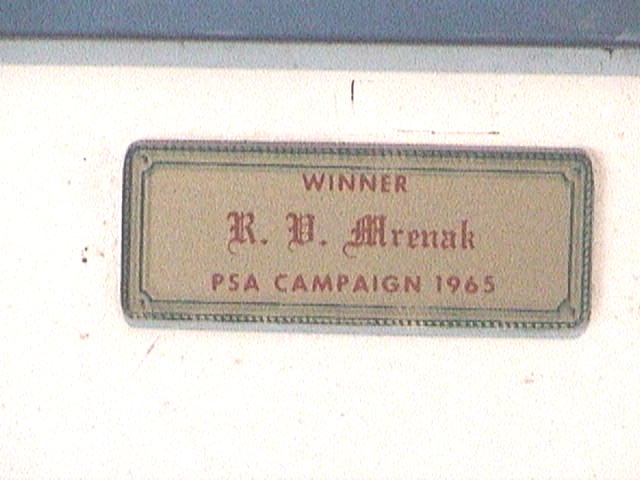 WINNER
R. V. Mrenak
PSA CAMPAIGN 1965